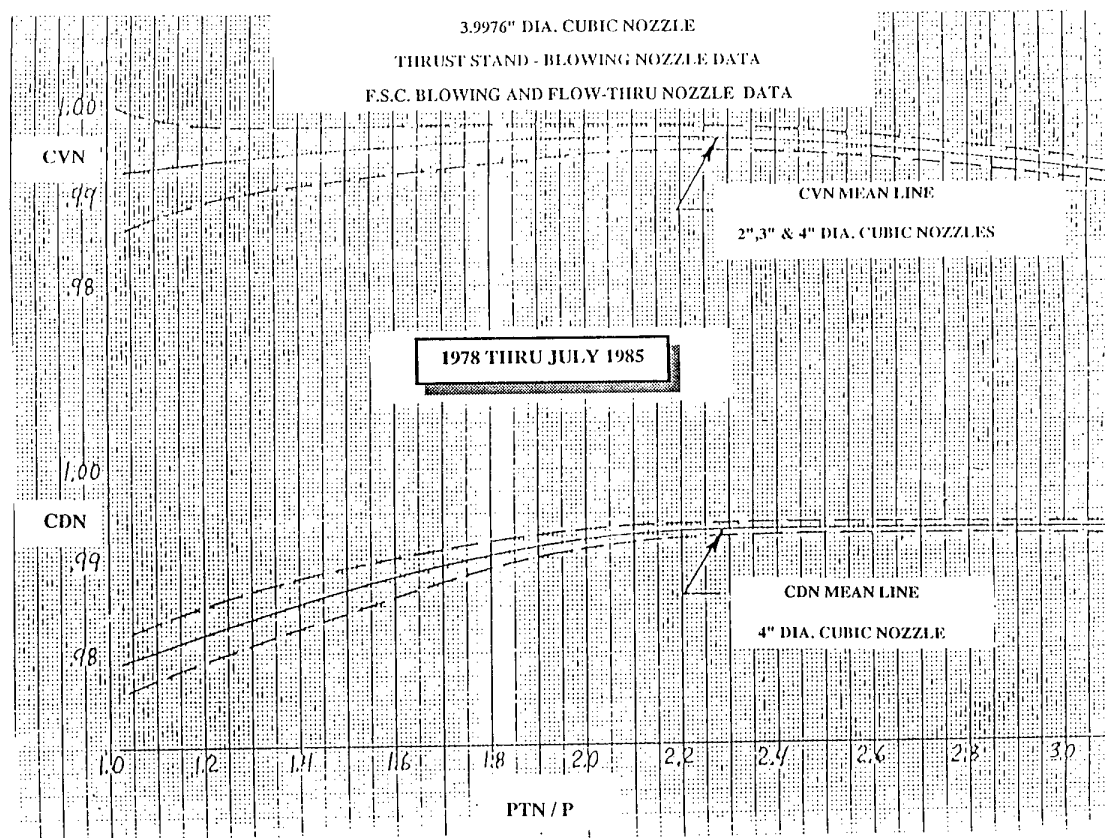 3.9976" DIA. CUBIC NOZZLE
THRUST STAND - BLOWING NOZZLE DATA
F.S.C. BLOWING AND FLOW-THRU NOZZLE DATA
1.00
CVN
.99
CVN MEAN LINE
2",3" & 4" DIA. CUBIC NOZZLES
.98
1978 THRU JULY 1985
1.00
CDN
.99
CDN MEAN LINE
4" DIA. CUBIC NOZZLE
.98
1.0 1.2 1.4 1.6 1.8 2.0 2.2 2.4 2.6 2.8 3.0
PTN / P